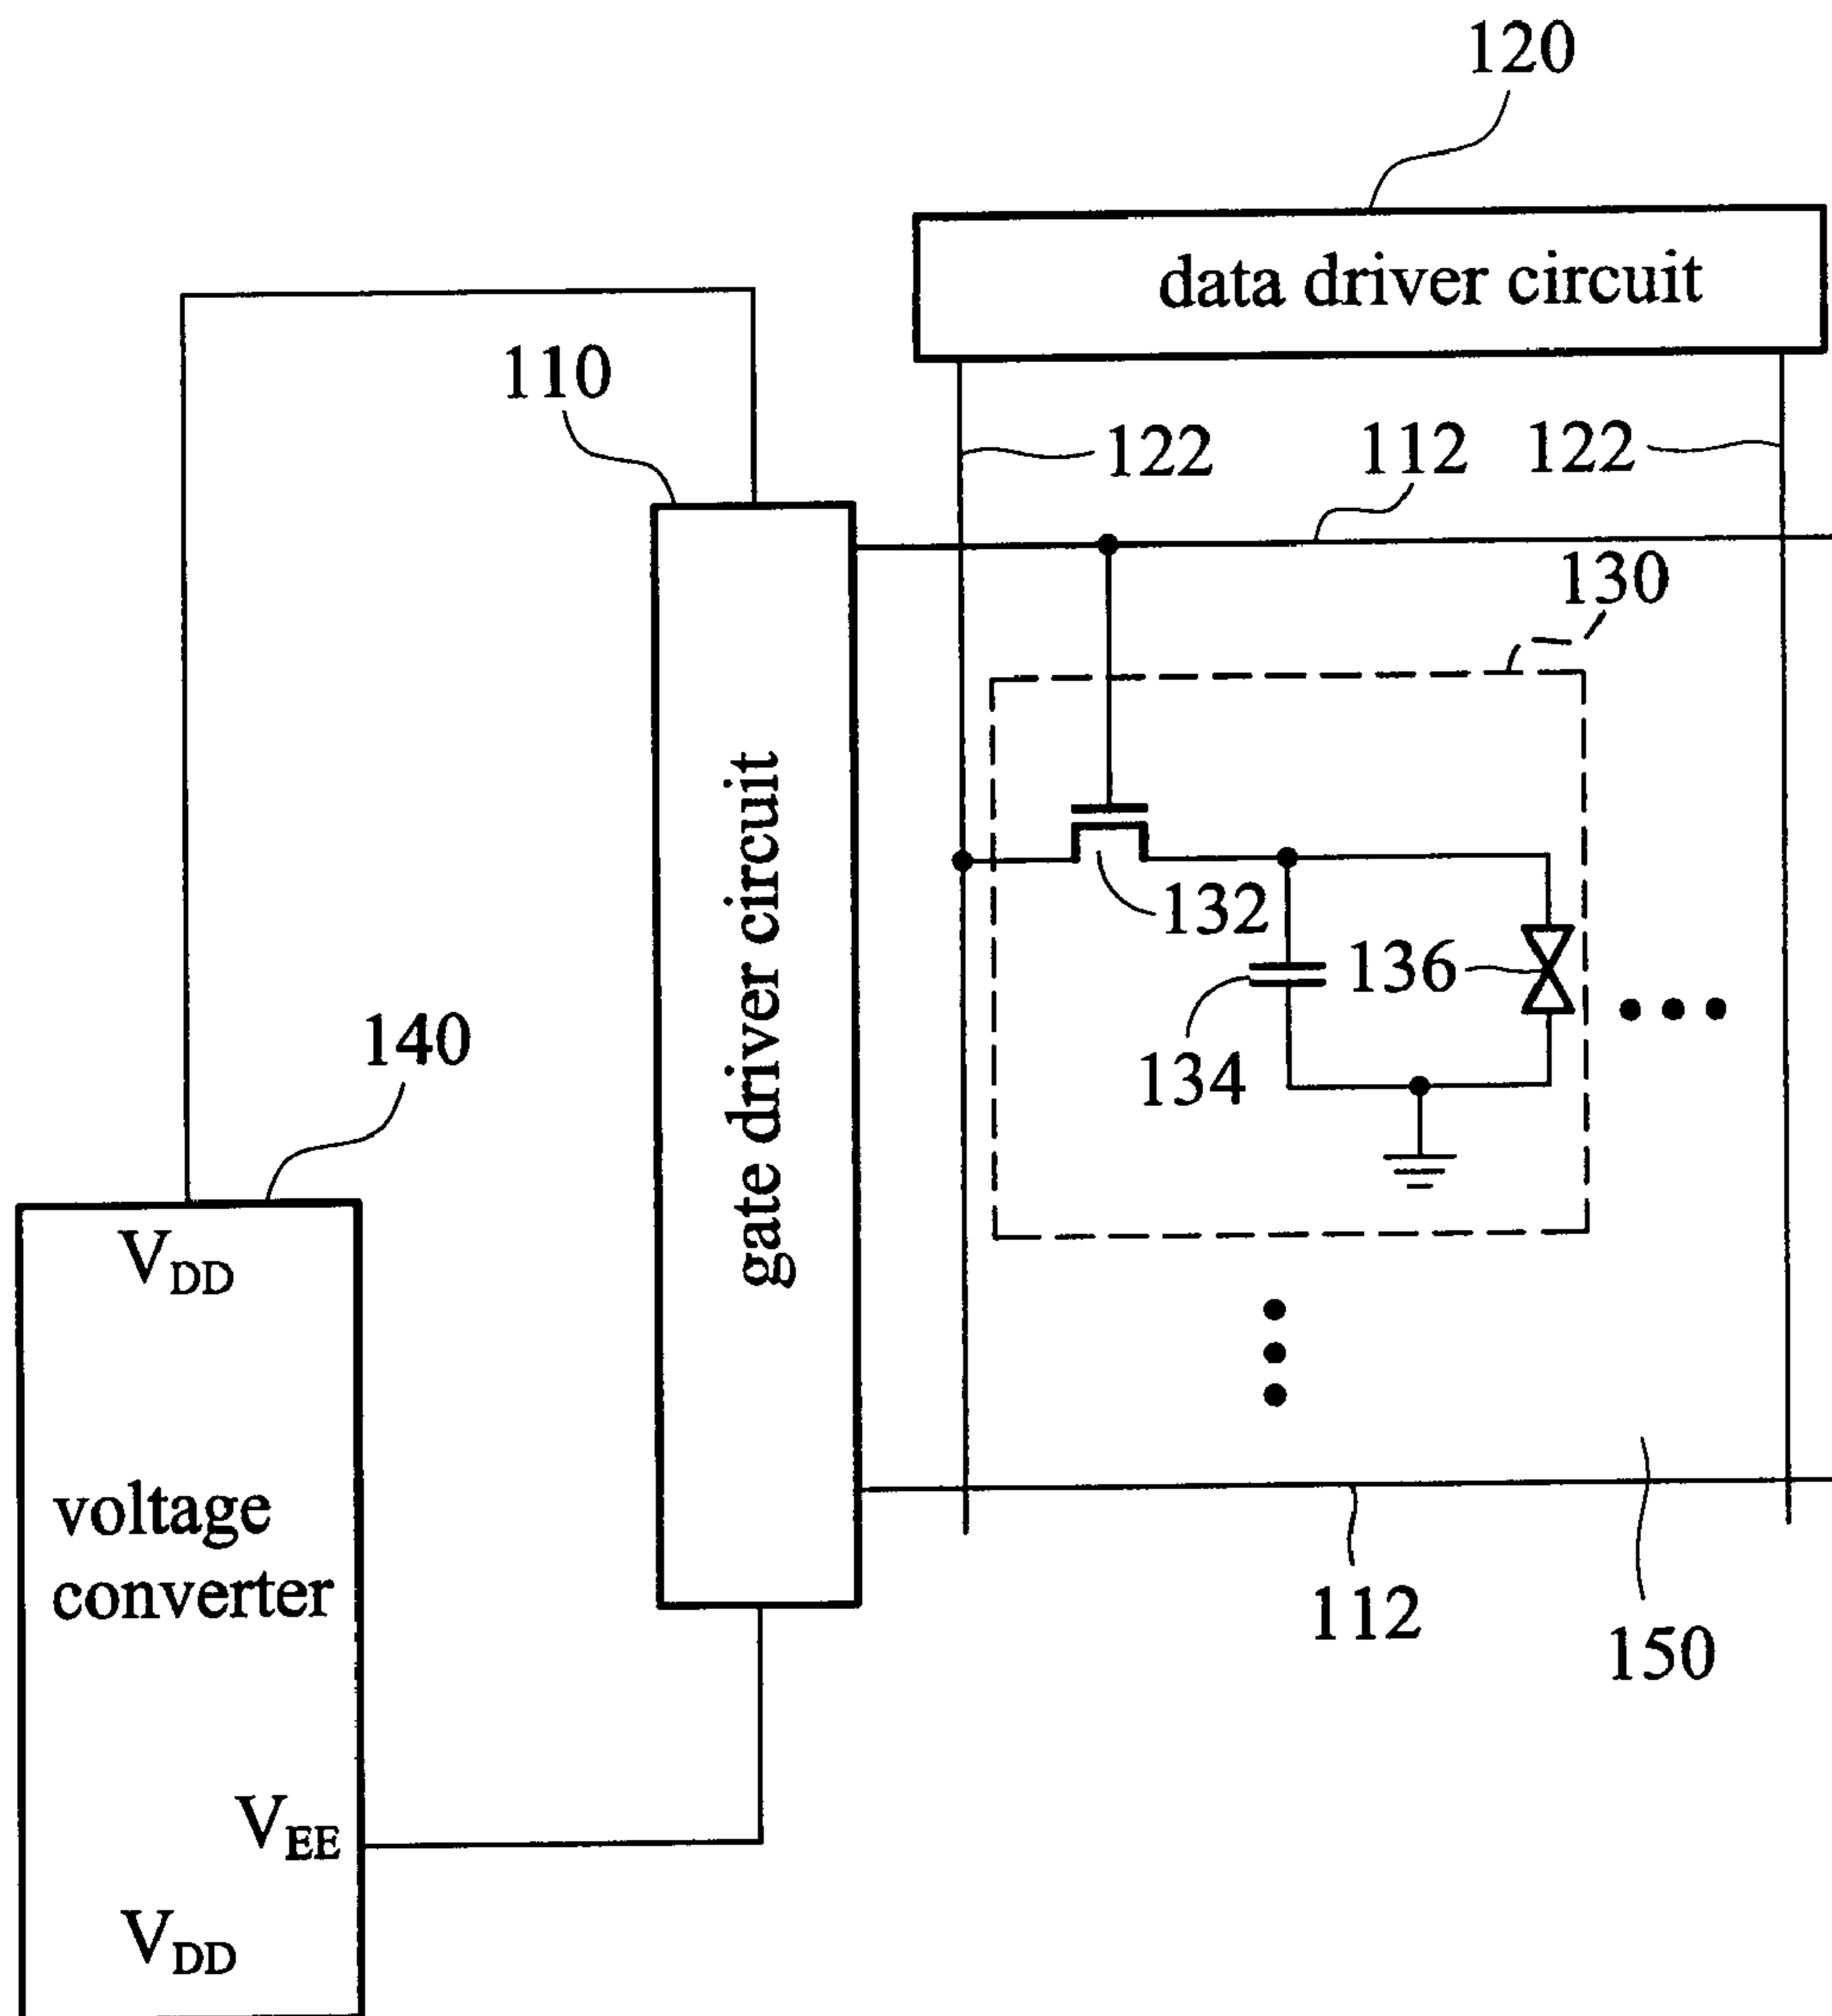 120
data driver circuit
110
122
112
122
130
gate driver circuit
132
136
134
140
VDD
voltage
converter
112
150
VEE
VDD